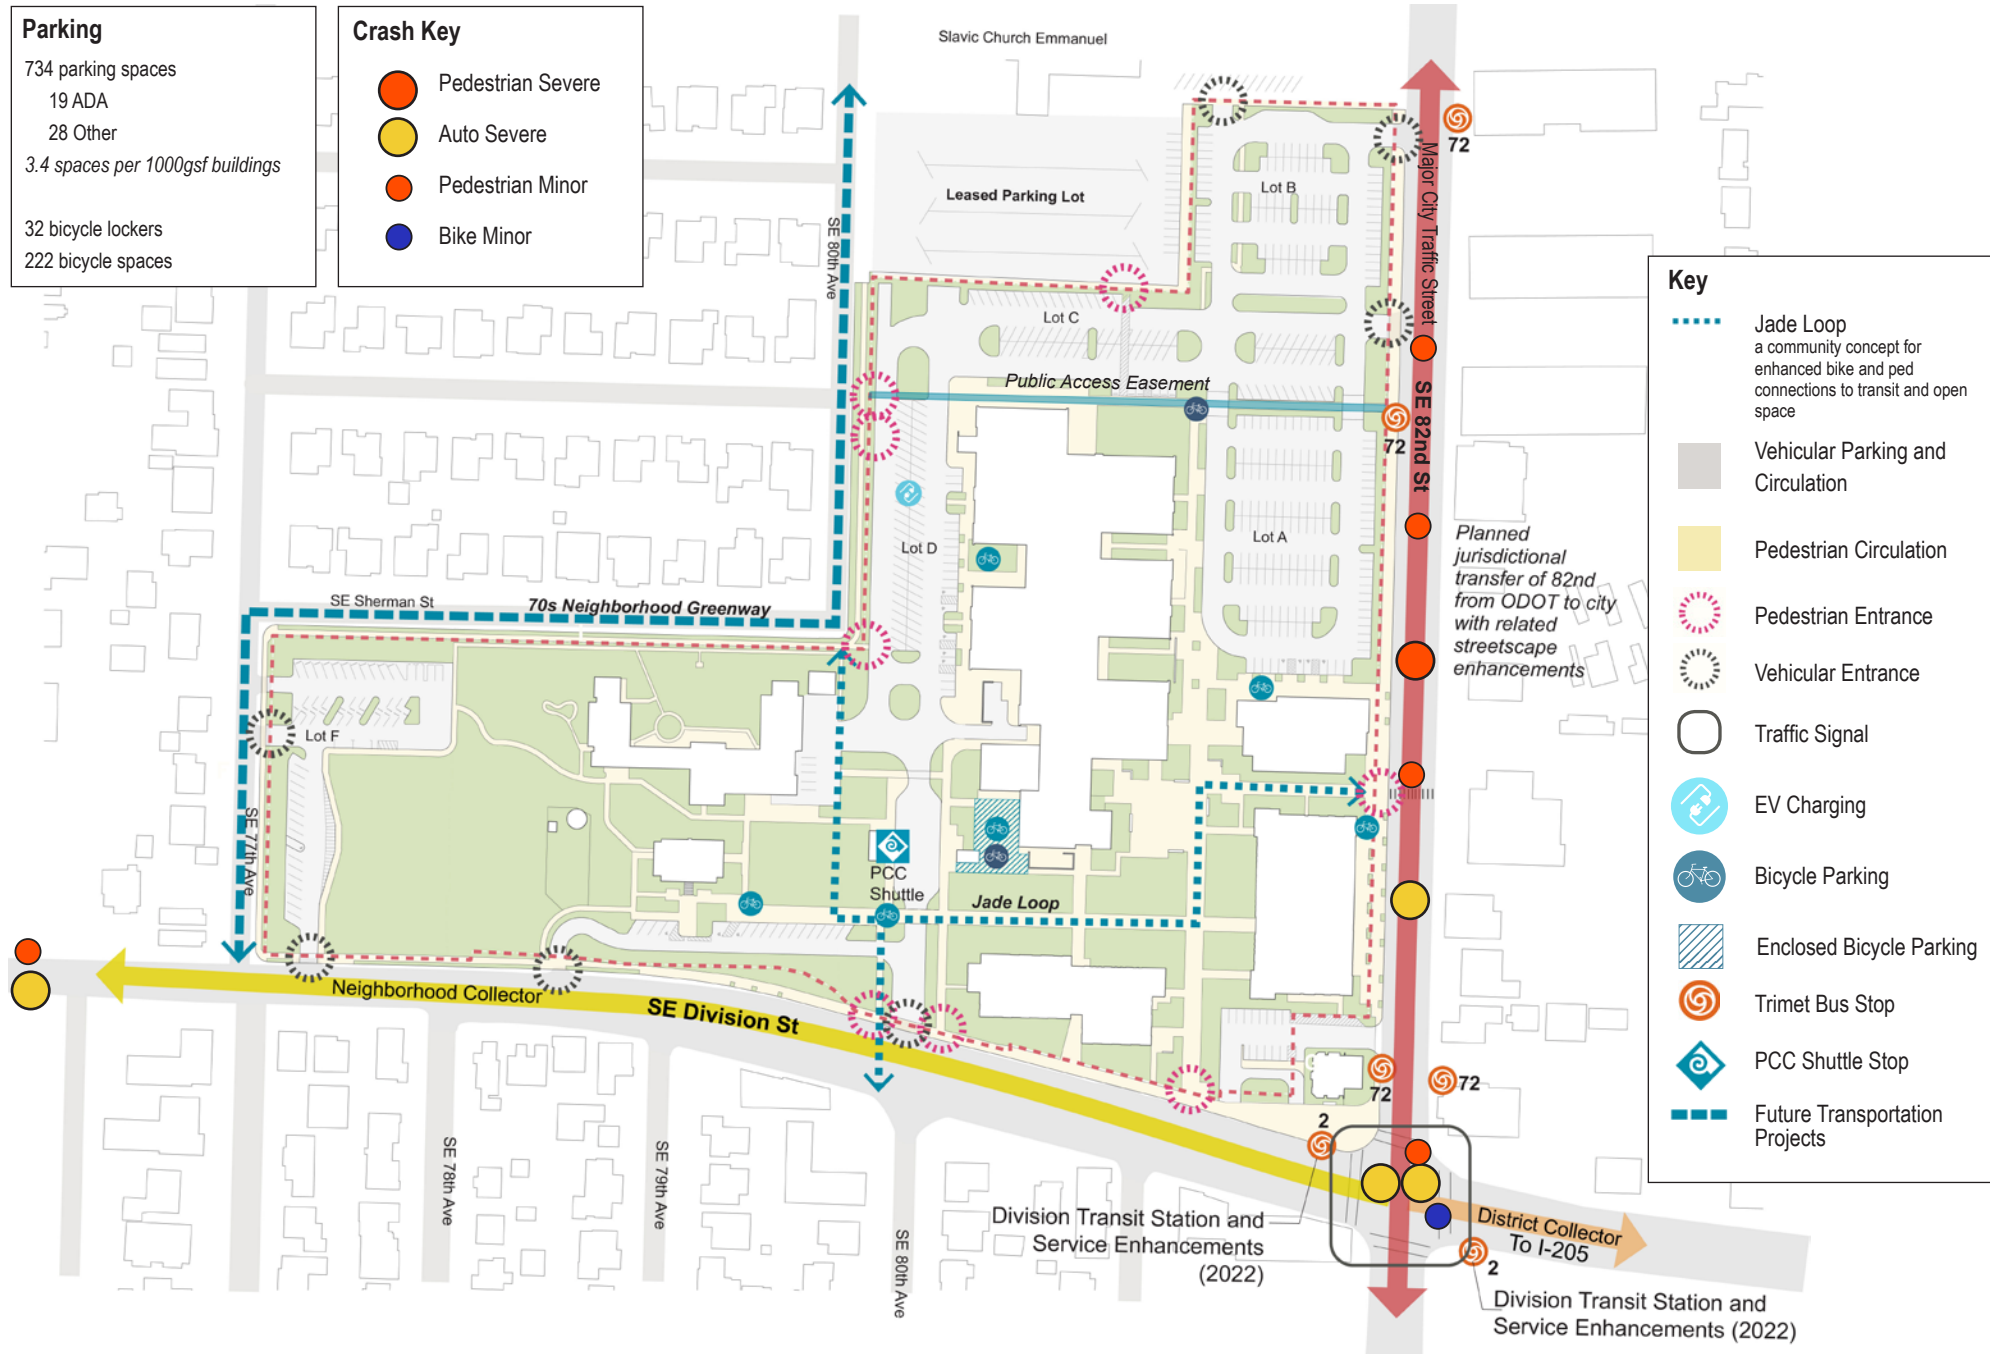 Parking
734 parking spaces
19 ADA
28 Other
3.4 spaces per 1000gsf buildings
32 bicycle lockers
222 bicycle spaces
Crash Key
Pedestrian Severe
Auto Severe
Pedestrian Minor
Bike Minor
Slavic Church Emmanuel
72
Major City Traffic Street
Leased Parking Lot
Lot B
SE 80th Ave
Lot C
Public Access Easement
72
SE 82nd St
Lot D
Lot A
Planned
jurisdictional
transfer of 82nd
from ODOT to city
with related
streetscape
enhancements
SE Sherman St
70s Neighborhood Greenway
Lot F
SE 77th Ave
PCC
Shuttle
Jade Loop
Neighborhood Collector
SE Division St
72
72
2
SE 78th Ave
SE 79th Ave
SE 80th Ave
Division Transit Station and
Service Enhancements
(2022)
District Collector
To I-205
2
Division Transit Station and
Service Enhancements (2022)
Key
Jade Loop
a community concept for
enhanced bike and ped
connections to transit and open
space
Vehicular Parking and
Circulation
Pedestrian Circulation
Pedestrian Entrance
Vehicular Entrance
Traffic Signal
EV Charging
Bicycle Parking
Enclosed Bicycle Parking
Trimet Bus Stop
PCC Shuttle Stop
Future Transportation
Projects